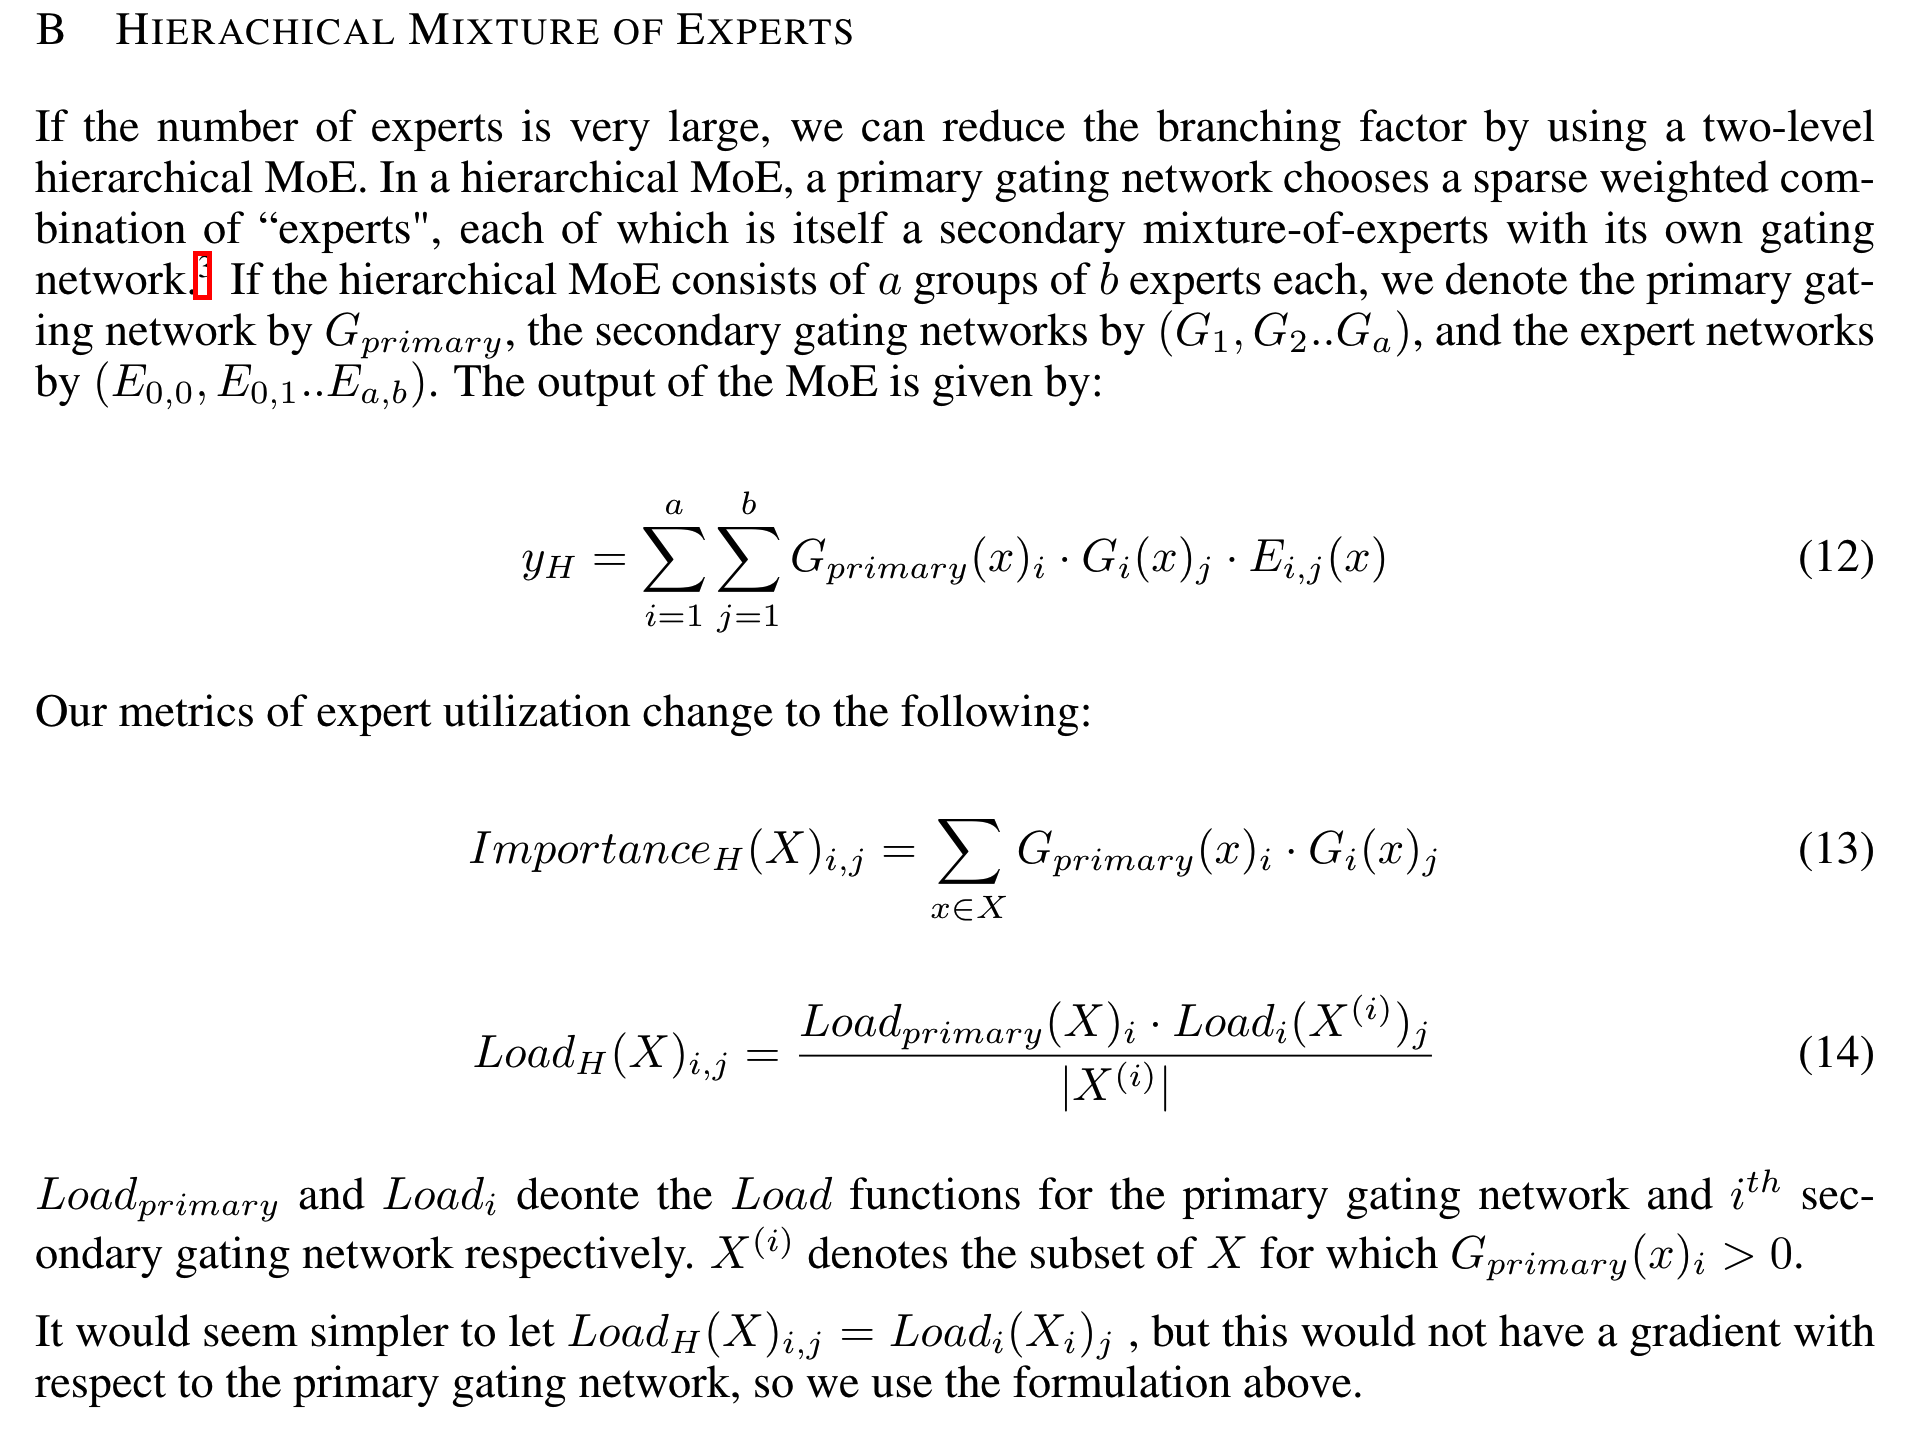 B HIERACHICAL MIXTURE OF EXPERTS
If the number of experts is very large, we can reduce the branching factor by using a two-level
hierarchical MoE. In a hierarchical MoE, a primary gating network chooses a sparse weighted com-
bination of “experts", each of which is itself a secondary mixture-of-experts with its own gating
network.³ If the hierarchical MoE consists of a groups of b experts each, we denote the primary gat-
ing network by $G_{primary}$, the secondary gating networks by $(G_1, G_2..G_a)$, and the expert networks
by $(E_{0,0}, E_{0,1}..E_{a,b})$. The output of the MoE is given by:
$y_H = \sum_{i=1}^{a} \sum_{j=1}^{b} G_{primary}(x)_i \cdot G_i(x)_j \cdot E_{i,j}(x)$ (12)
Our metrics of expert utilization change to the following:
$Importance_H(X)_{i,j} = \sum_{x \in X} G_{primary}(x)_i \cdot G_i(x)_j$ (13)
$Load_H(X)_{i,j} = \frac{Load_{primary}(X)_i \cdot Load_i(X^{(i)})_j}{|X^{(i)}|}$ (14)
$Load_{primary}$ and $Load_i$ deonte the $Load$ functions for the primary gating network and $i^{th}$ sec-
ondary gating network respectively. $X^{(i)}$ denotes the subset of $X$ for which $G_{primary}(x)_i > 0$.
It would seem simpler to let $Load_H(X)_{i,j} = Load_i(X_i)_j$ , but this would not have a gradient with
respect to the primary gating network, so we use the formulation above.